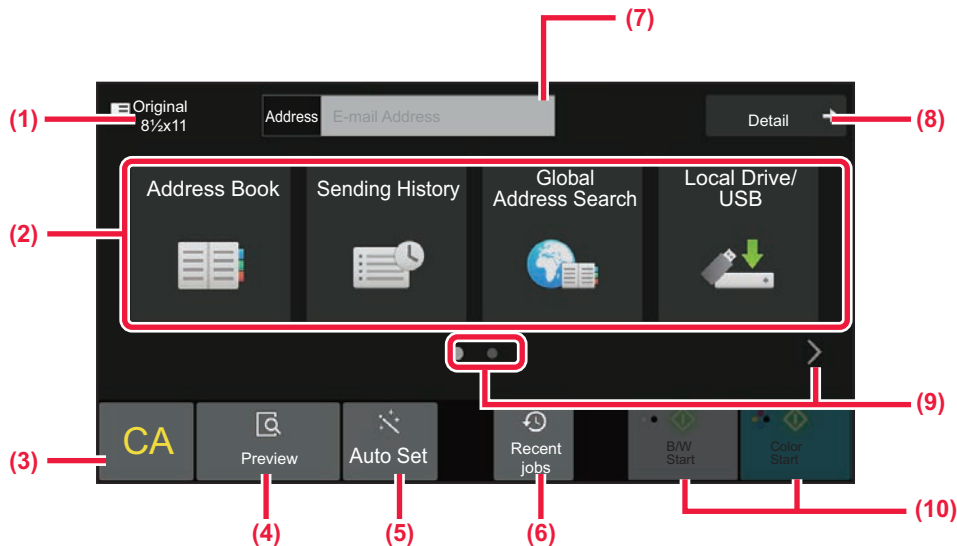 (7)
(1)
Original
8½x11
Address
E-mail Address
Detail
(8)
(2)
Address Book
Sending History
Global
Address Search
Local Drive/
USB
(9)
(3)
CA
Preview
Auto Set
Recent
jobs
B/W
Start
Color
Start
(10)
(4)
(5)
(6)